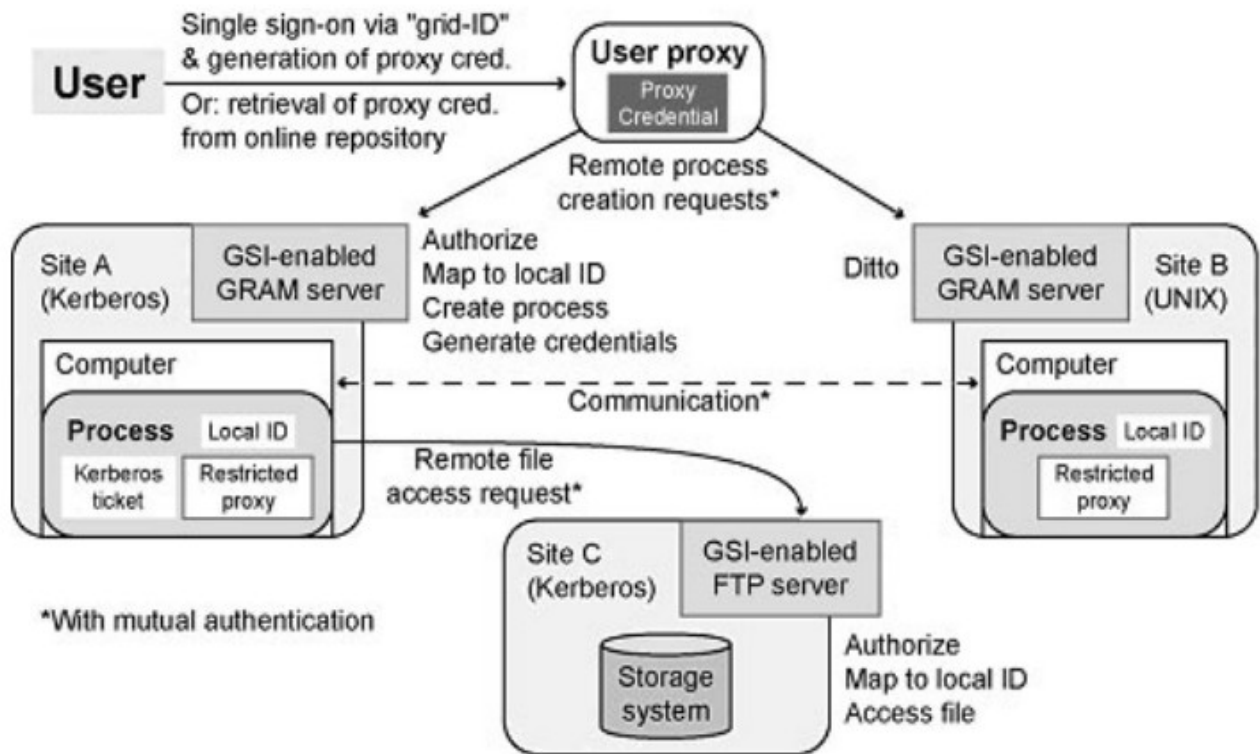 Single sign-on via "grid-ID"
& generation of proxy cred.
User
Or: retrieval of proxy cred.
from online repository
User proxy
Proxy
Credential
Remote process
creation requests*
Site A
(Kerberos)
GSI-enabled
GRAM server
Authorize
Map to local ID
Create process
Generate credentials
Ditto
GSI-enabled
GRAM server
Site B
(UNIX)
Computer
Process
Local ID
Kerberos
ticket
Restricted
proxy
Communication*
Computer
Process
Local ID
Restricted
proxy
Remote file
access request*
Site C
(Kerberos)
GSI-enabled
FTP server
Storage
system
Authorize
Map to local ID
Access file
*With mutual authentication